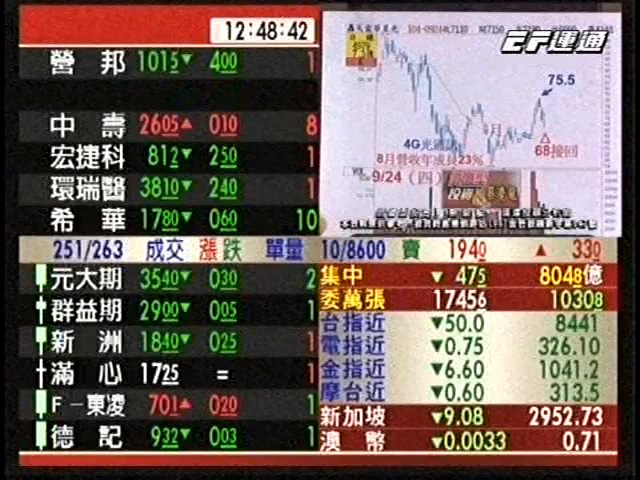 12:48:42
營邦 1015▼ 400 1
中壽 2605▲ 010 8
宏捷科 812▼ 250 1
環瑞醫 3810▼ 240 1
希華 1780▼ 060 10
EF運通
日線
75.5
4G光通訊
月
68接回
8月營收年成長23%
9/24 (四)
251/263 成交 漲跌 單量 10/8600 賣 1940 ▲ 330
元大期 3540▼ 030 2
群益期 2900▼ 005 1
新洲 1840▼ 025 1
滿心 1725 = 1
F－東凌 701▲ 020 1
德記 932▼ 003 1
集中 ▼ 475 8048億
委萬張 17456 10308
台指近 ▼50.0 8441
電指近 ▼0.75 326.10
金指近 ▼6.60 1041.2
摩台近 ▼0.60 313.5
新加坡 ▼9.08 2952.73
澳幣 ▼0.0033 0.71